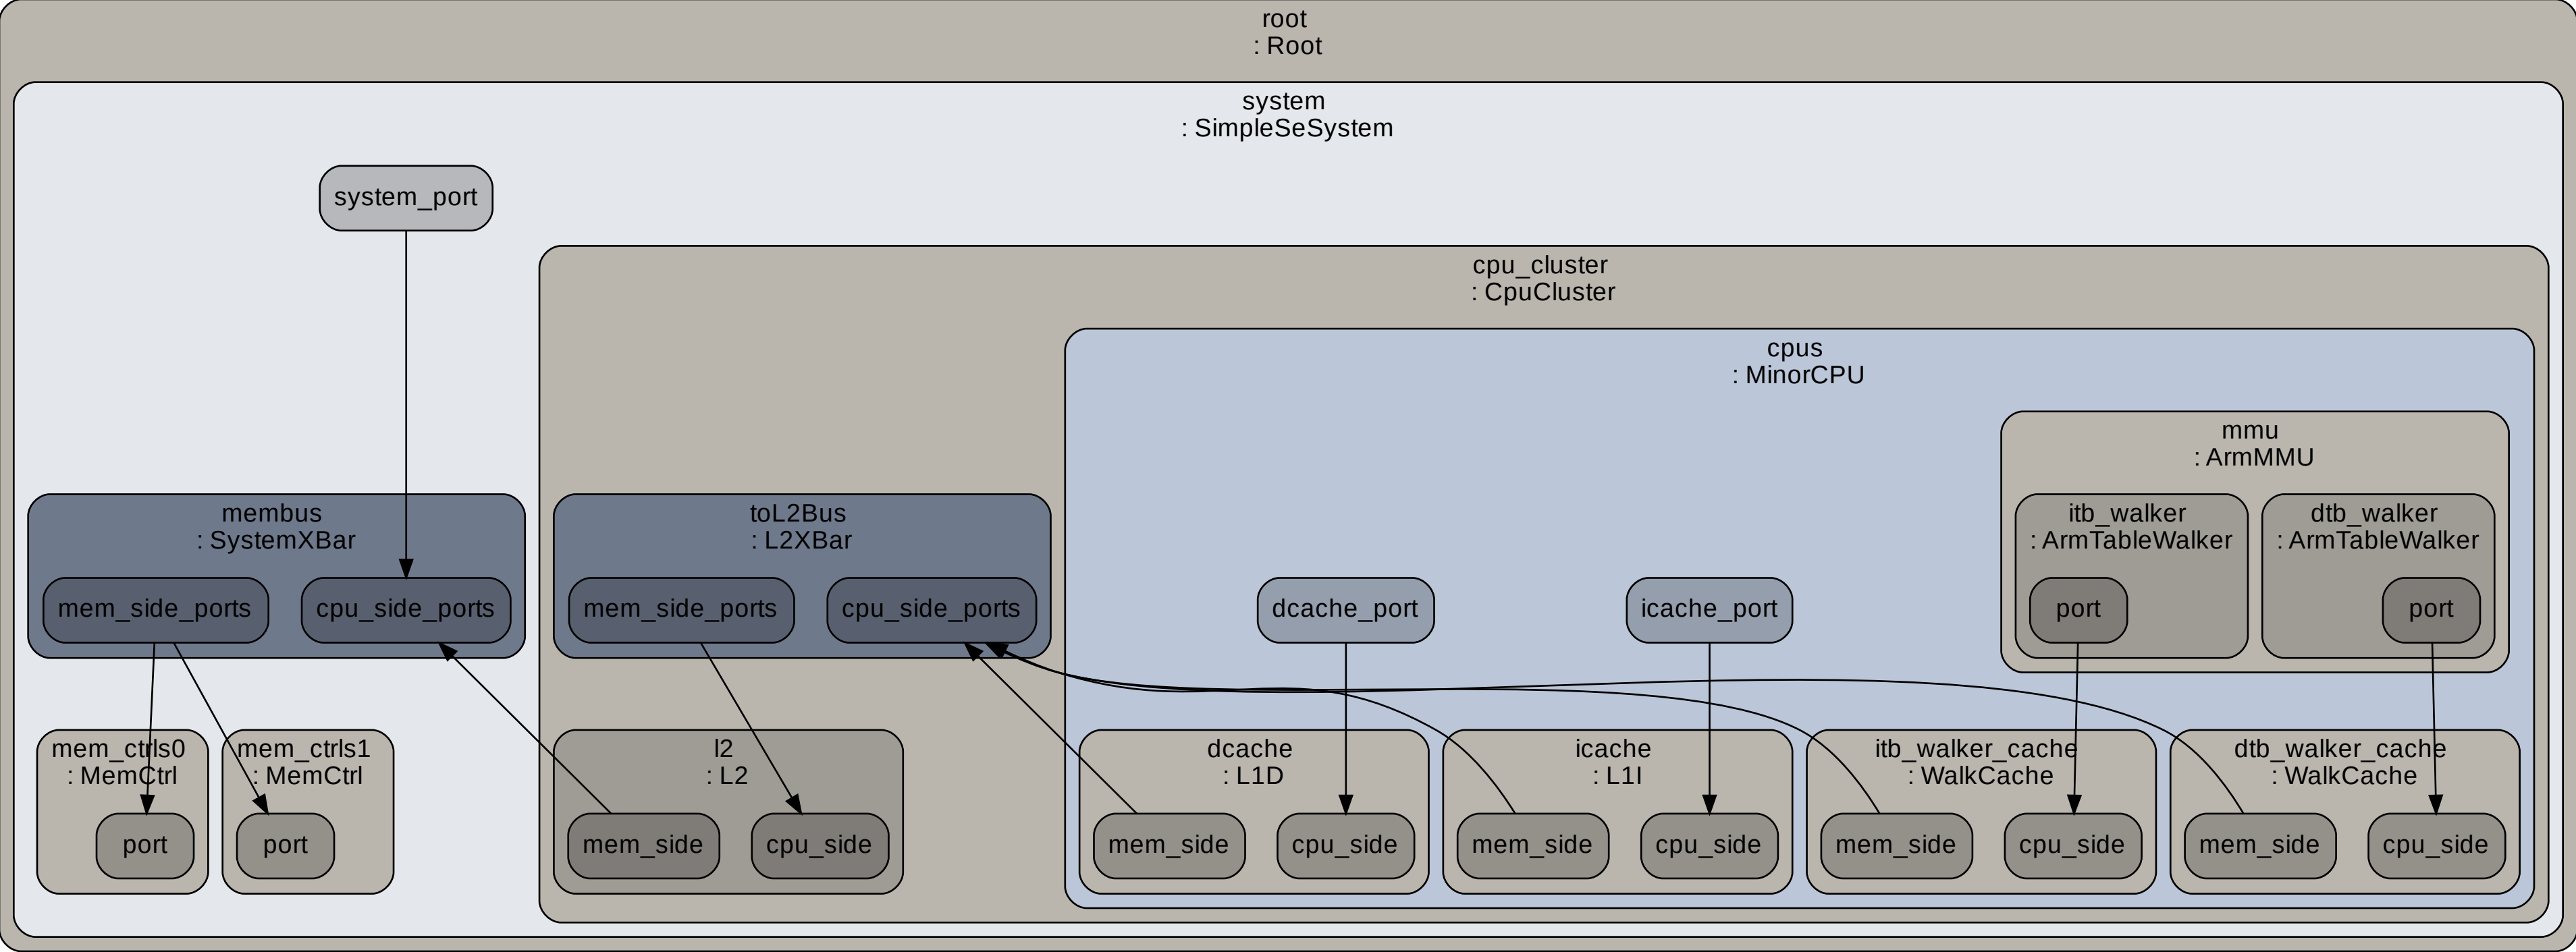 root
: Root
system
: SimpleSeSystem
system_port
cpu_cluster
: CpuCluster
cpus
: MinorCPU
mmu
: ArmMMU
membus
: SystemXBar
mem_side_ports
cpu_side_ports
toL2Bus
: L2XBar
mem_side_ports
cpu_side_ports
dcache_port
icache_port
itb_walker
: ArmTableWalker
port
dtb_walker
: ArmTableWalker
port
mem_ctrls0
: MemCtrl
port
mem_ctrls1
: MemCtrl
port
l2
: L2
mem_side
cpu_side
dcache
: L1D
mem_side
cpu_side
icache
: L1I
mem_side
cpu_side
itb_walker_cache
: WalkCache
mem_side
cpu_side
dtb_walker_cache
: WalkCache
mem_side
cpu_side